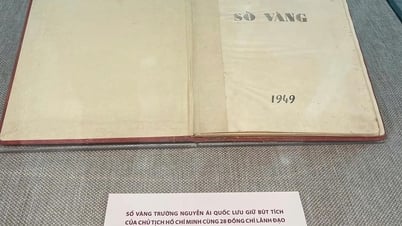 SỔ VÀNG
1949
SỔ VÀNG TRƯỜNG NGUYỄN ÁI QUỐC LƯU GIỮ BÚT TÍCH
CỦA CHỦ TỊCH HỒ CHÍ MINH CÙNG 28 ĐỒNG CHÍ LÃNH ĐẠO